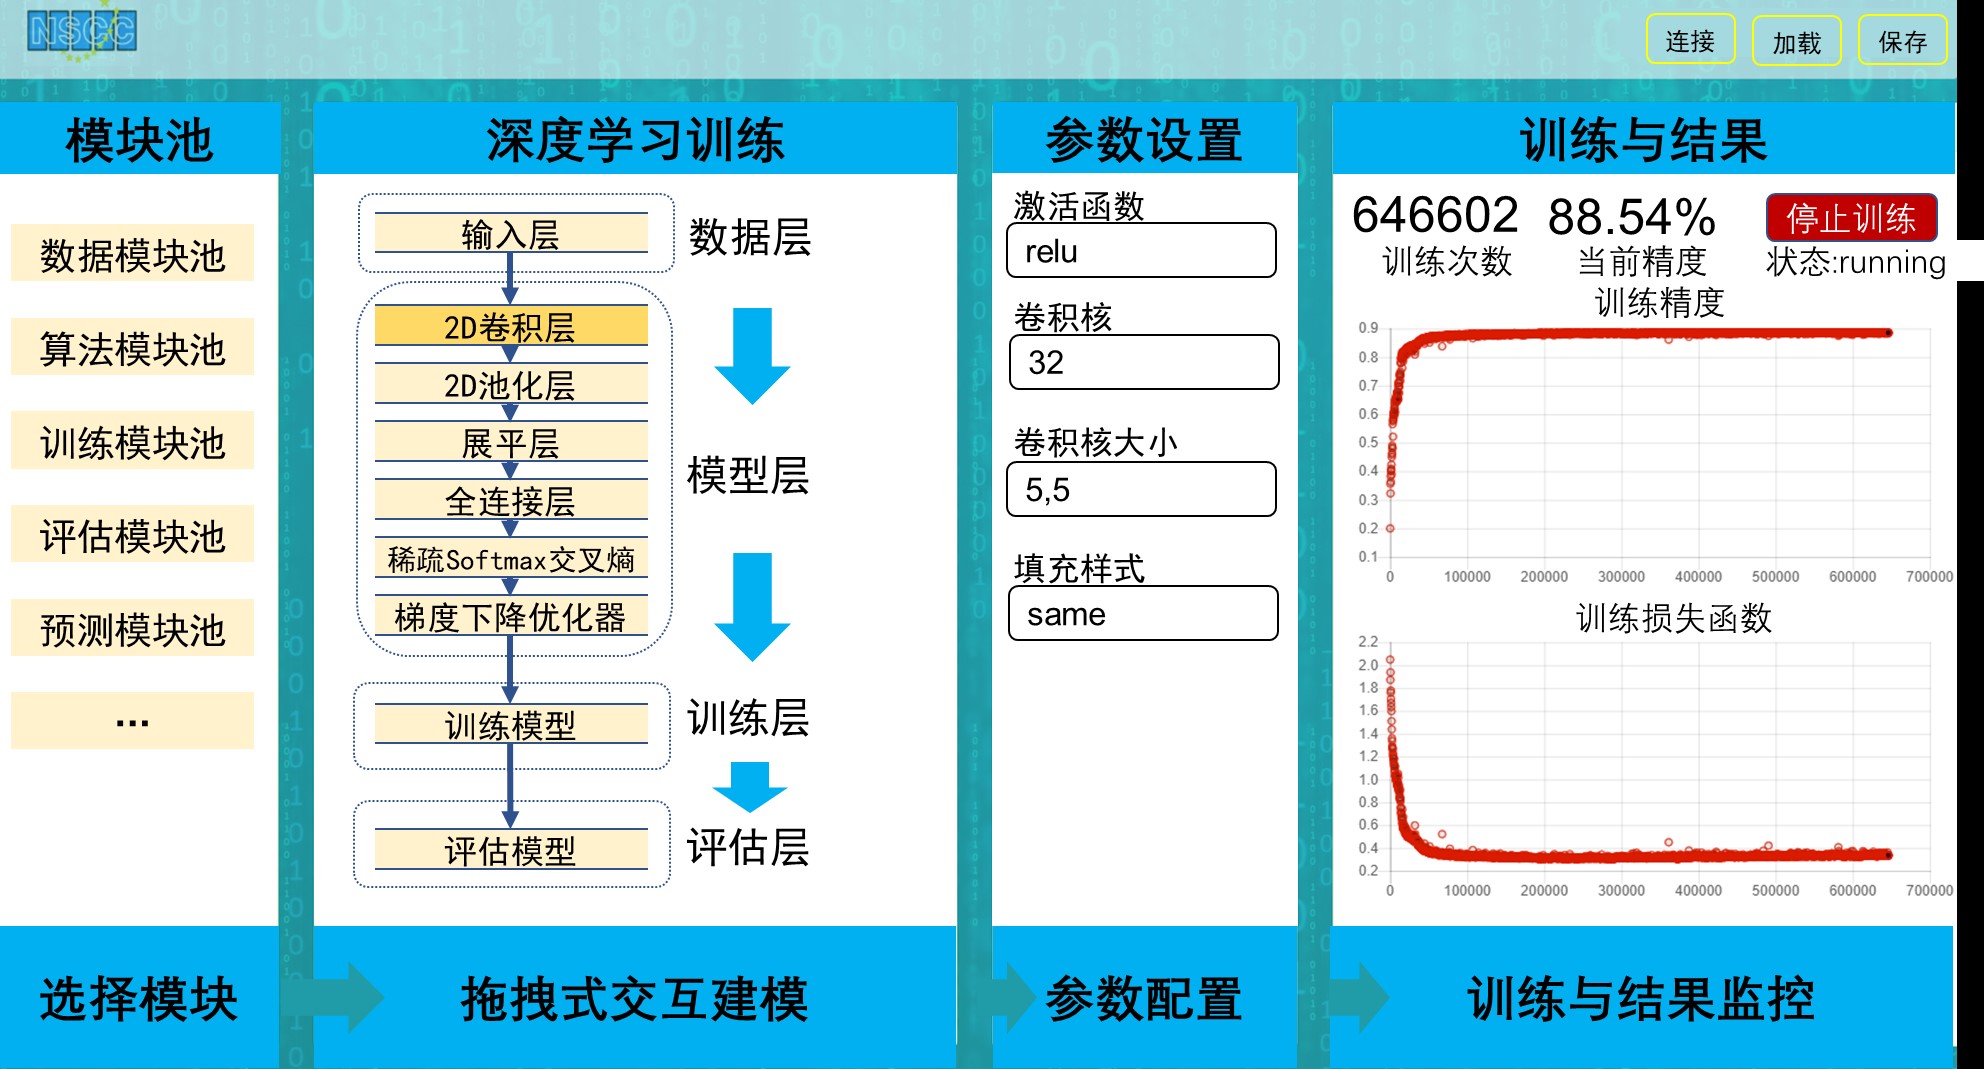 NSCC
连接
加载
保存
模块池
数据模块池
算法模块池
训练模块池
评估模块池
预测模块池
...
选择模块
深度学习训练
输入层
数据层
2D卷积层
2D池化层
展平层
全连接层
稀疏Softmax交叉熵
梯度下降优化器
模型层
训练模型
训练层
评估模型
评估层
拖拽式交互建模
参数设置
激活函数
relu
卷积核
32
卷积核大小
5,5
填充样式
same
参数配置
训练与结果
646602
训练次数
88.54%
当前精度
停止训练
状态:running
训练精度
0.9
0.8
0.7
0.6
0.5
0.4
0.3
0.2
0.1
0 100000 200000 300000 400000 500000 600000 700000
训练损失函数
2.2
2.0
1.8
1.6
1.4
1.2
1.0
0.8
0.6
0.4
0.2
0 100000 200000 300000 400000 500000 600000 700000
训练与结果监控